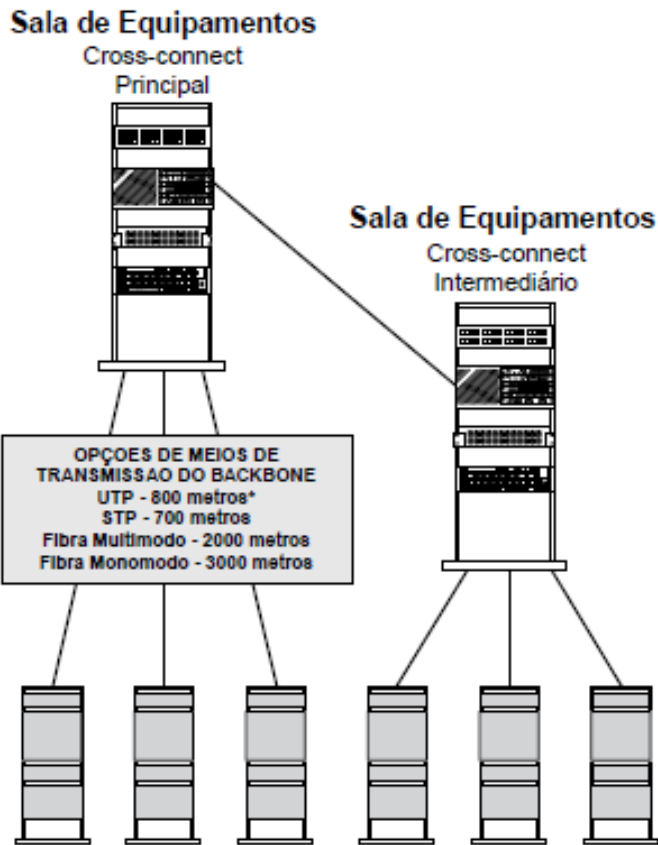 Sala de Equipamentos
Cross-connect
Principal
Sala de Equipamentos
Cross-connect
Intermediário
OPÇOES DE MEIOS DE
TRANSMISSAO DO BACKBONE
UTP - 800 metros*
STP - 700 metros
Fibra Multimodo - 2000 metros
Fibra Monomodo - 3000 metros